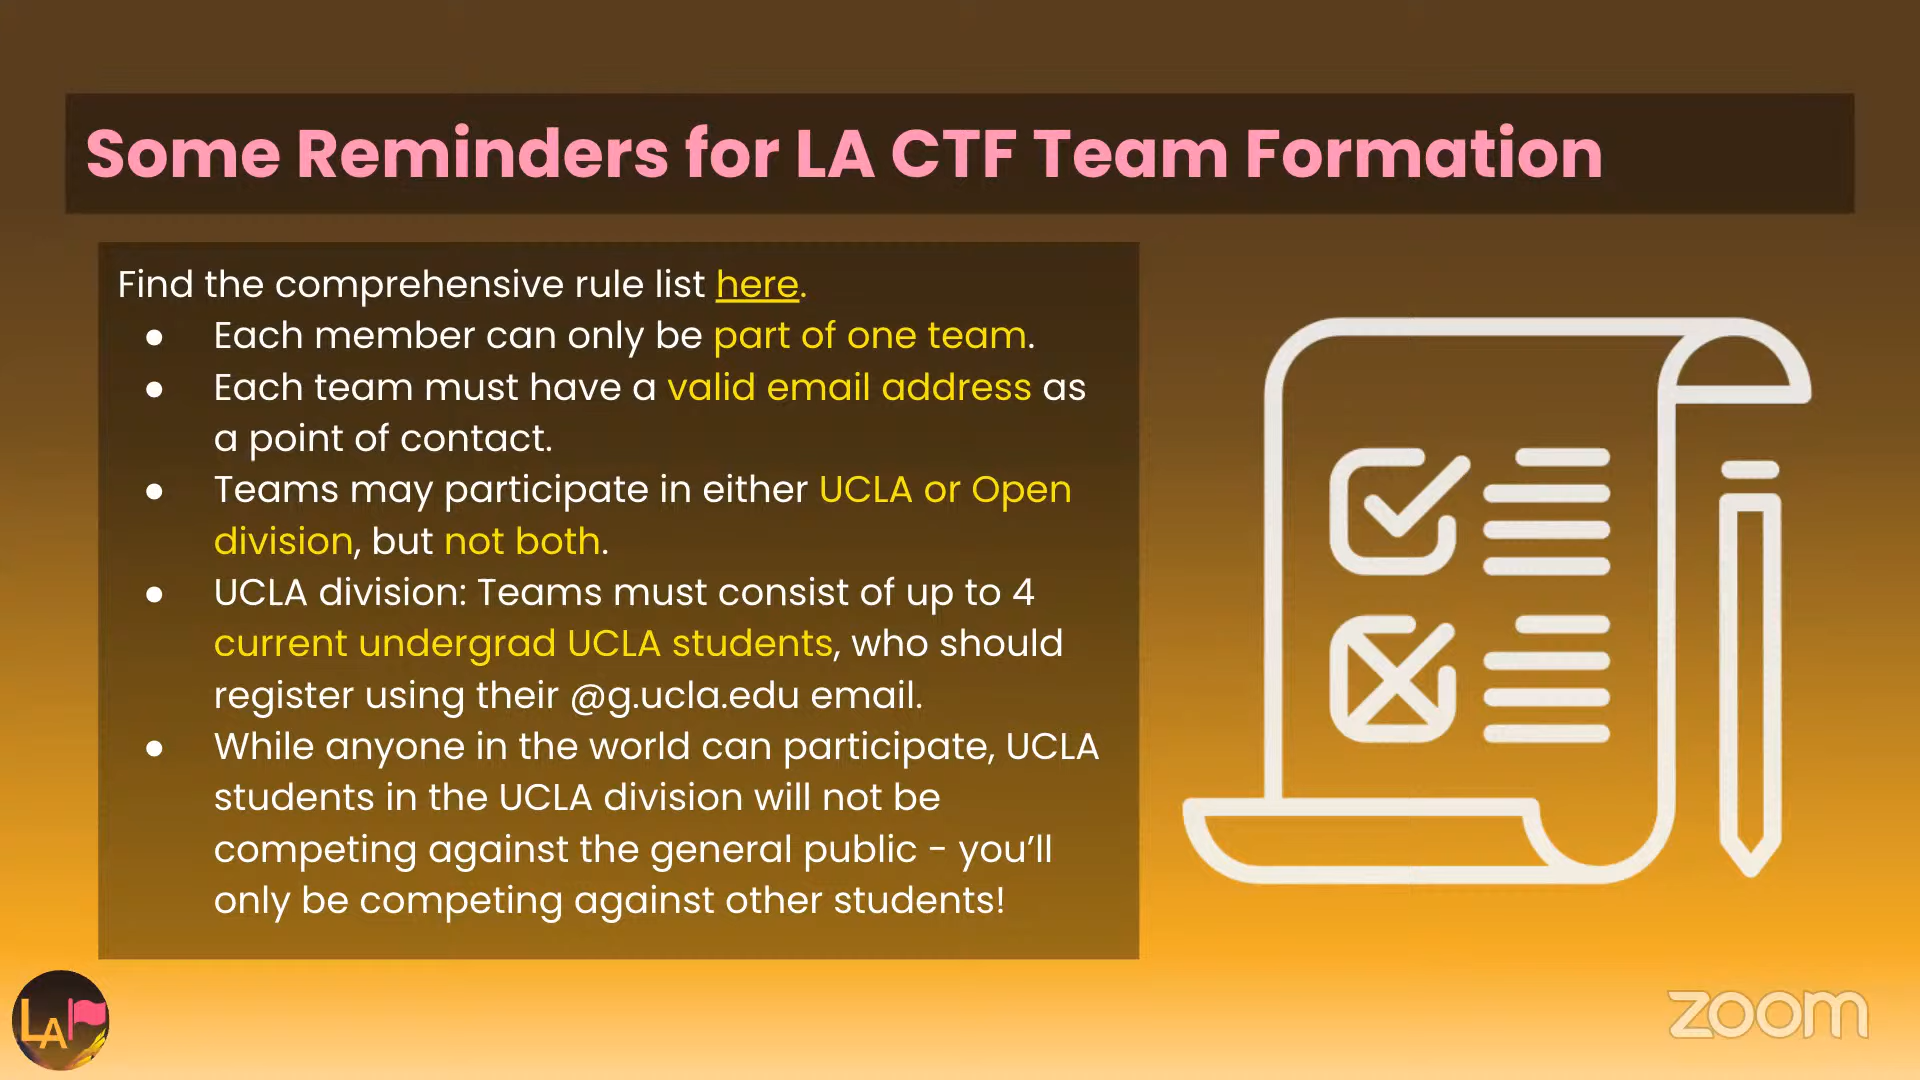 Some Reminders for LA CTF Team Formation
Find the comprehensive rule list here.
● Each member can only be part of one team.
● Each team must have a valid email address as
a point of contact.
● Teams may participate in either UCLA or Open
division, but not both.
● UCLA division: Teams must consist of up to 4
current undergrad UCLA students, who should
register using their @g.ucla.edu email.
● While anyone in the world can participate, UCLA
students in the UCLA division will not be
competing against the general public - you’ll
only be competing against other students!
LA
zoom